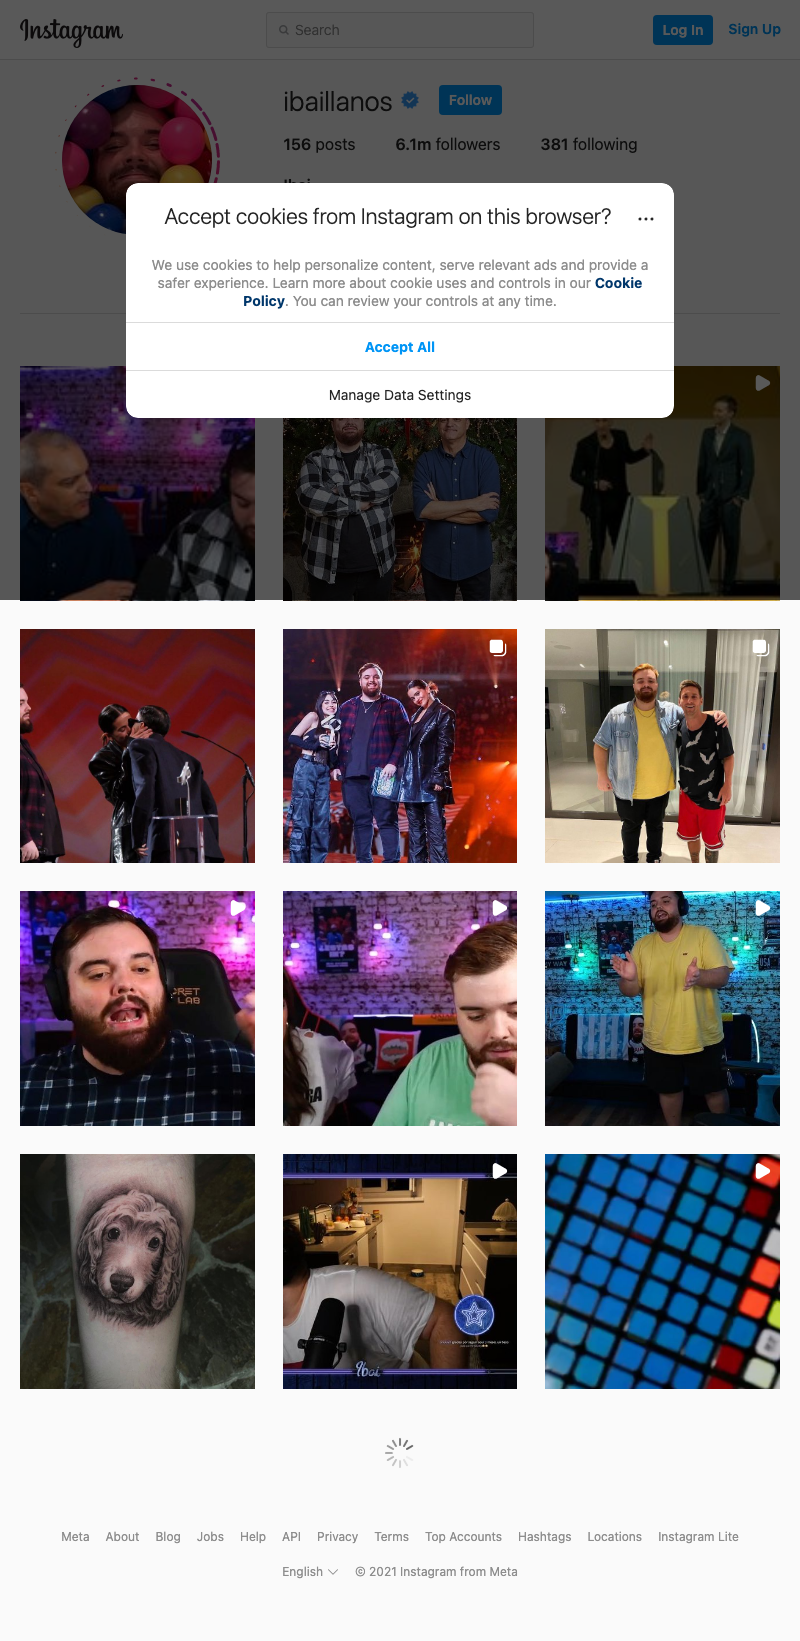 Instagram
Search
Log In
Sign Up
ibaillanos
Follow
156 posts
6.1m followers
381 following
Accept cookies from Instagram on this browser?
We use cookies to help personalize content, serve relevant ads and provide a
safer experience. Learn more about cookie uses and controls in our Cookie
Policy. You can review your controls at any time.
Accept All
Manage Data Settings
LAB
Ibai
Meta About Blog Jobs Help API Privacy Terms Top Accounts Hashtags Locations Instagram Lite
English
© 2021 Instagram from Meta